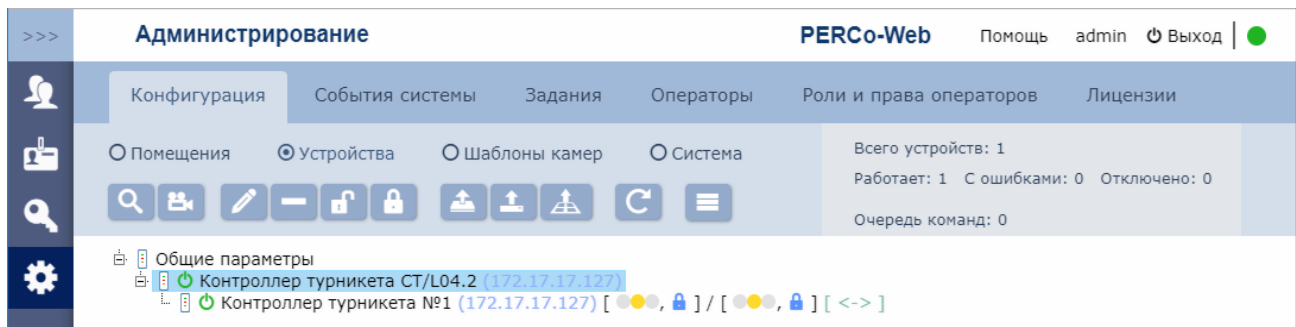 >>> Администрирование PERCo-Web Помощь admin Выход
Конфигурация События системы Задания Операторы Роли и права операторов Лицензии
Помещения Устройства Шаблоны камер Система
Всего устройств: 1
Работает: 1 С ошибками: 0 Отключено: 0
Очередь команд: 0
Общие параметры
Контроллер турникета CT/L04.2 (172.17.17.127)
Контроллер турникета №1 (172.17.17.127) [ , ] / [ , ] [ <-> ]